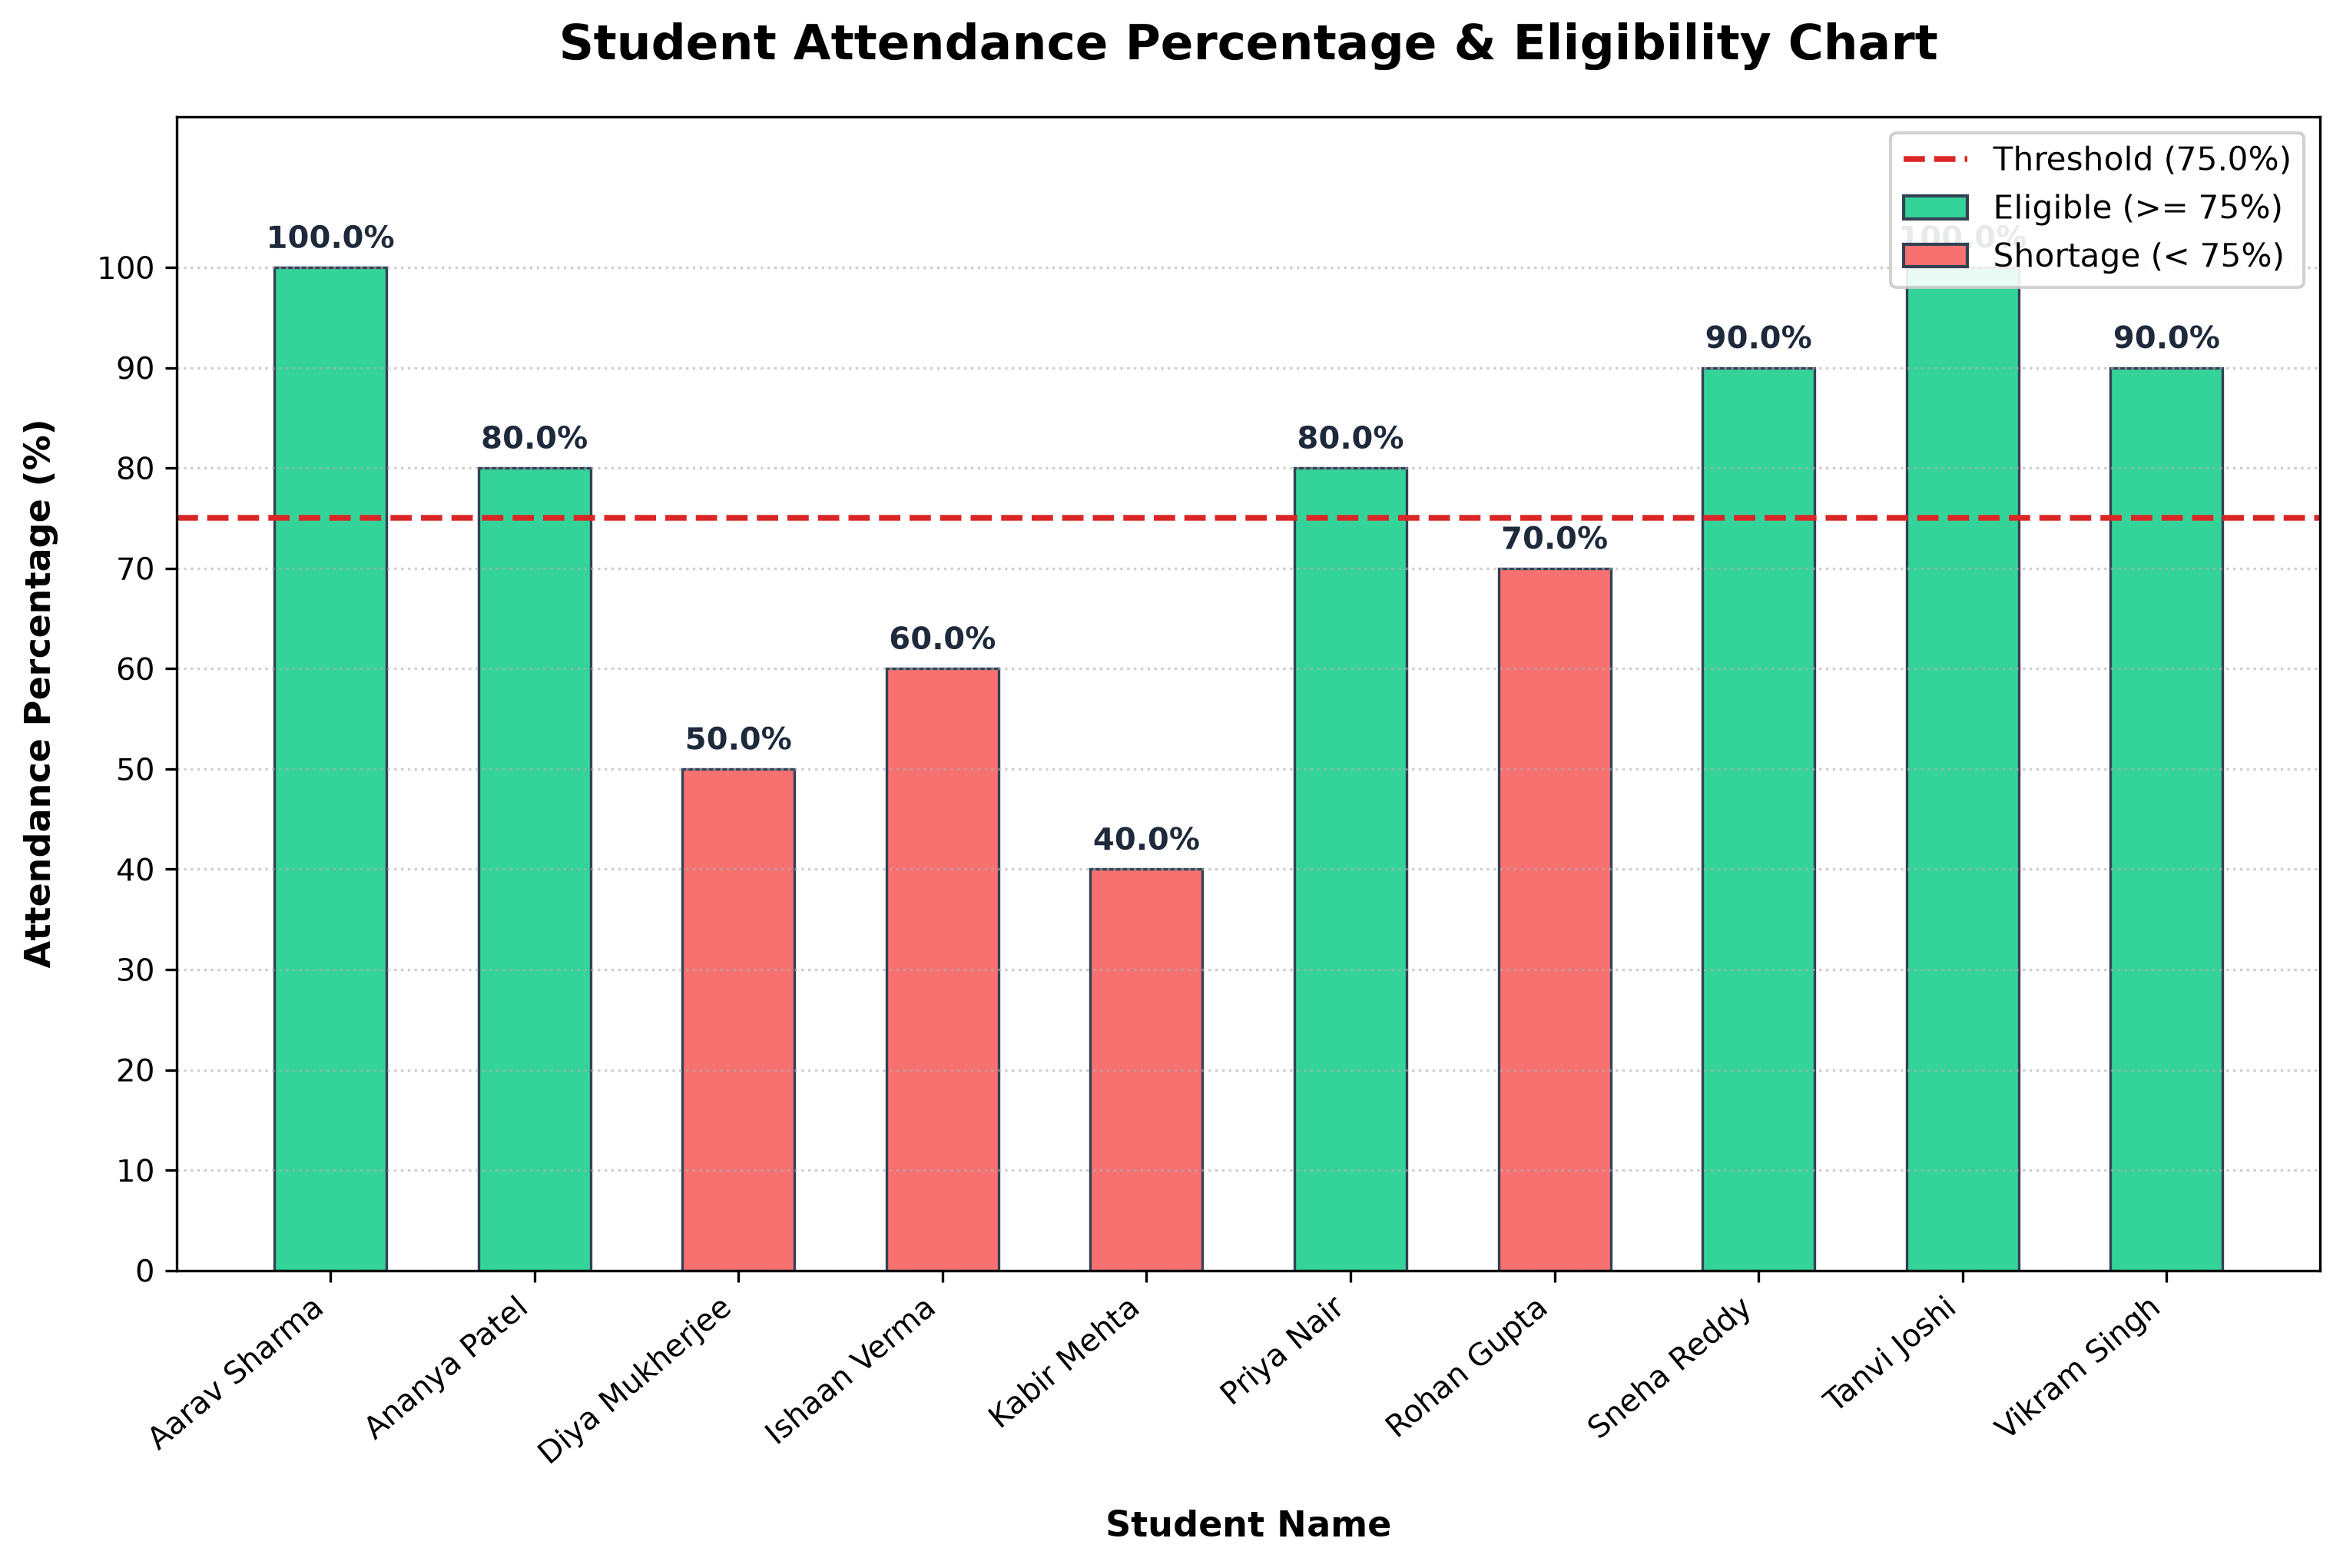 Student Attendance Percentage & Eligibility Chart
Threshold (75.0%)
Eligible (>= 75%)
Shortage (< 75%)
100.0%
80.0%
50.0%
60.0%
40.0%
80.0%
70.0%
90.0%
100.0%
90.0%
Attendance Percentage (%)
100
90
80
70
60
50
40
30
20
10
0
Aarav Sharma
Ananya Patel
Diya Mukherjee
Ishaan Verma
Kabir Mehta
Priya Nair
Rohan Gupta
Sneha Reddy
Tanvi Joshi
Vikram Singh
Student Name